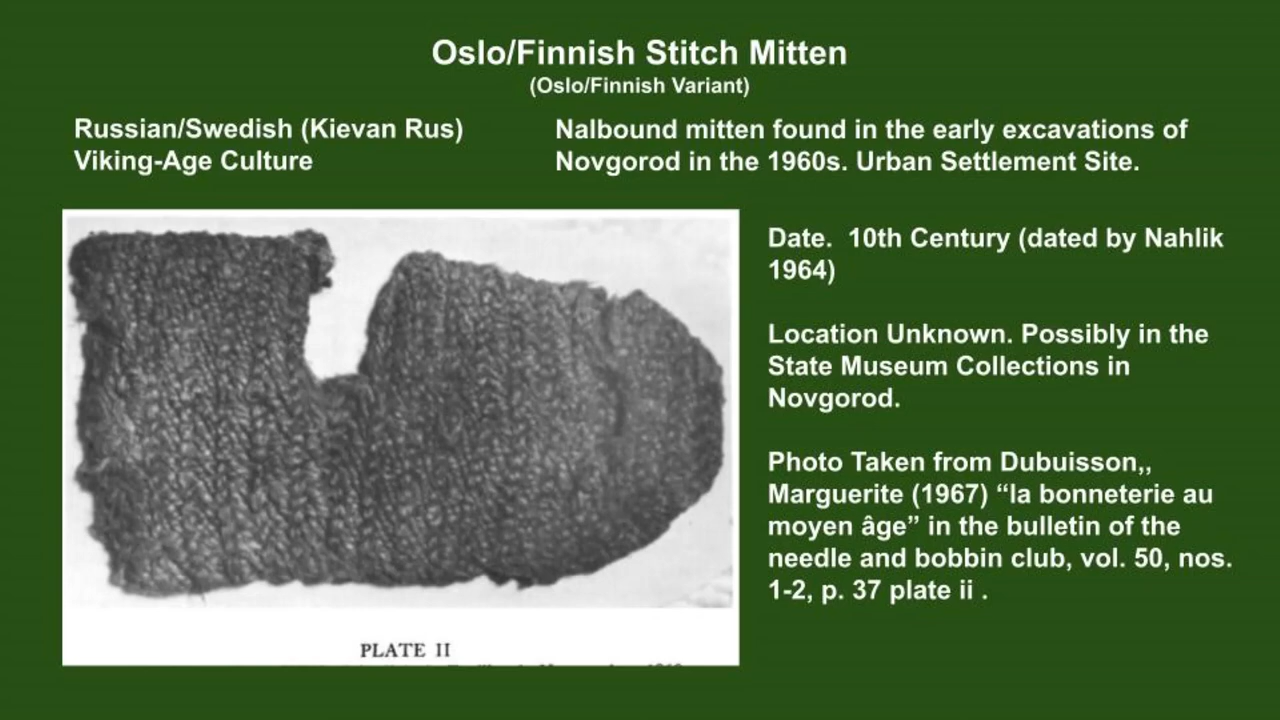 Oslo/Finnish Stitch Mitten
(Oslo/Finnish Variant)
Russian/Swedish (Kievan Rus)
Viking-Age Culture
Nalbound mitten found in the early excavations of
Novgorod in the 1960s. Urban Settlement Site.
Date.  10th Century (dated by Nahlik
1964)
Location Unknown. Possibly in the
State Museum Collections in
Novgorod.
Photo Taken from Dubuisson,,
Marguerite (1967) “la bonneterie au
moyen âge” in the bulletin of the
needle and bobbin club, vol. 50, nos.
1-2, p. 37 plate ii .
PLATE II